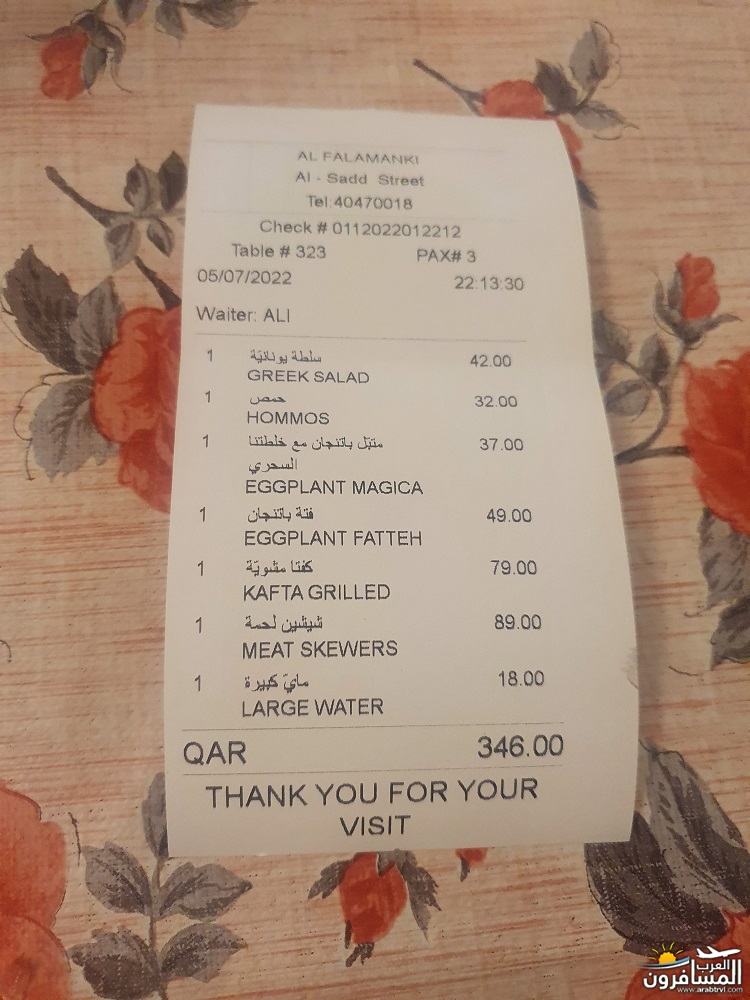 AL FALAMANKI
Al - Sadd Street
Tel:40470018
Check # 0112022012212
Table # 323 PAX# 3
05/07/2022 22:13:30
Waiter: ALI
1 سلطة يونانيّة 42.00
GREEK SALAD
1 حمص 32.00
HOMMOS
1 متبّل باتنجان مع خلطتنا 37.00
السحري
EGGPLANT MAGICA
1 فتة باتنجان 49.00
EGGPLANT FATTEH
1 كفتا مشويّة 79.00
KAFTA GRILLED
1 شيشين لحمة 89.00
MEAT SKEWERS
1 مايّ كبيرة 18.00
LARGE WATER
QAR 346.00
THANK YOU FOR YOUR
VISIT
العرب
المسافرون
www.arabtrvl.com